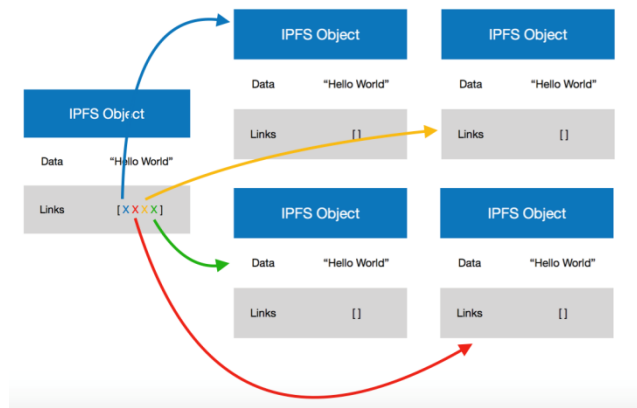 IPFS Object
Data "Hello World"
Links [ X X X X ]
IPFS Object
Data "Hello World"
Links [ ]
IPFS Object
Data "Hello World"
Links [ ]
IPFS Object
Data "Hello World"
Links [ ]
IPFS Object
Data "Hello World"
Links [ ]